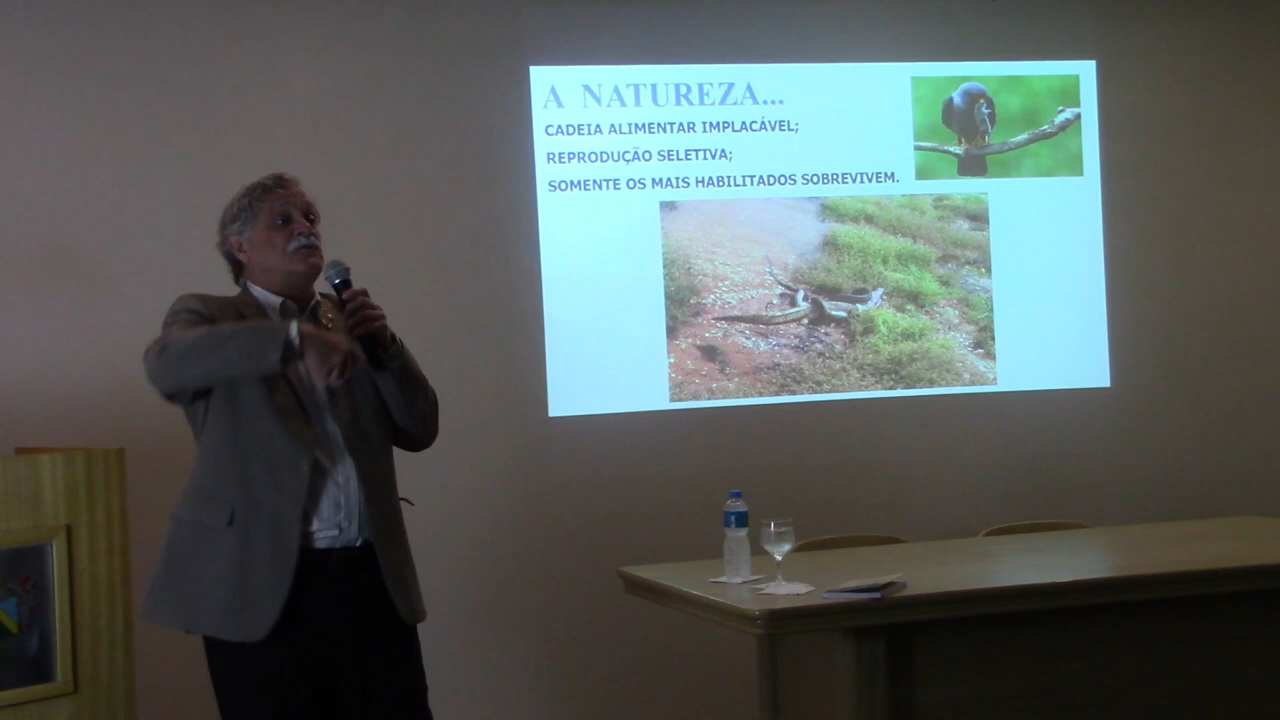 A NATUREZA...
CADEIA ALIMENTAR IMPLACÁVEL;
REPRODUÇÃO SELETIVA;
SOMENTE OS MAIS HABILITADOS SOBREVIVEM.